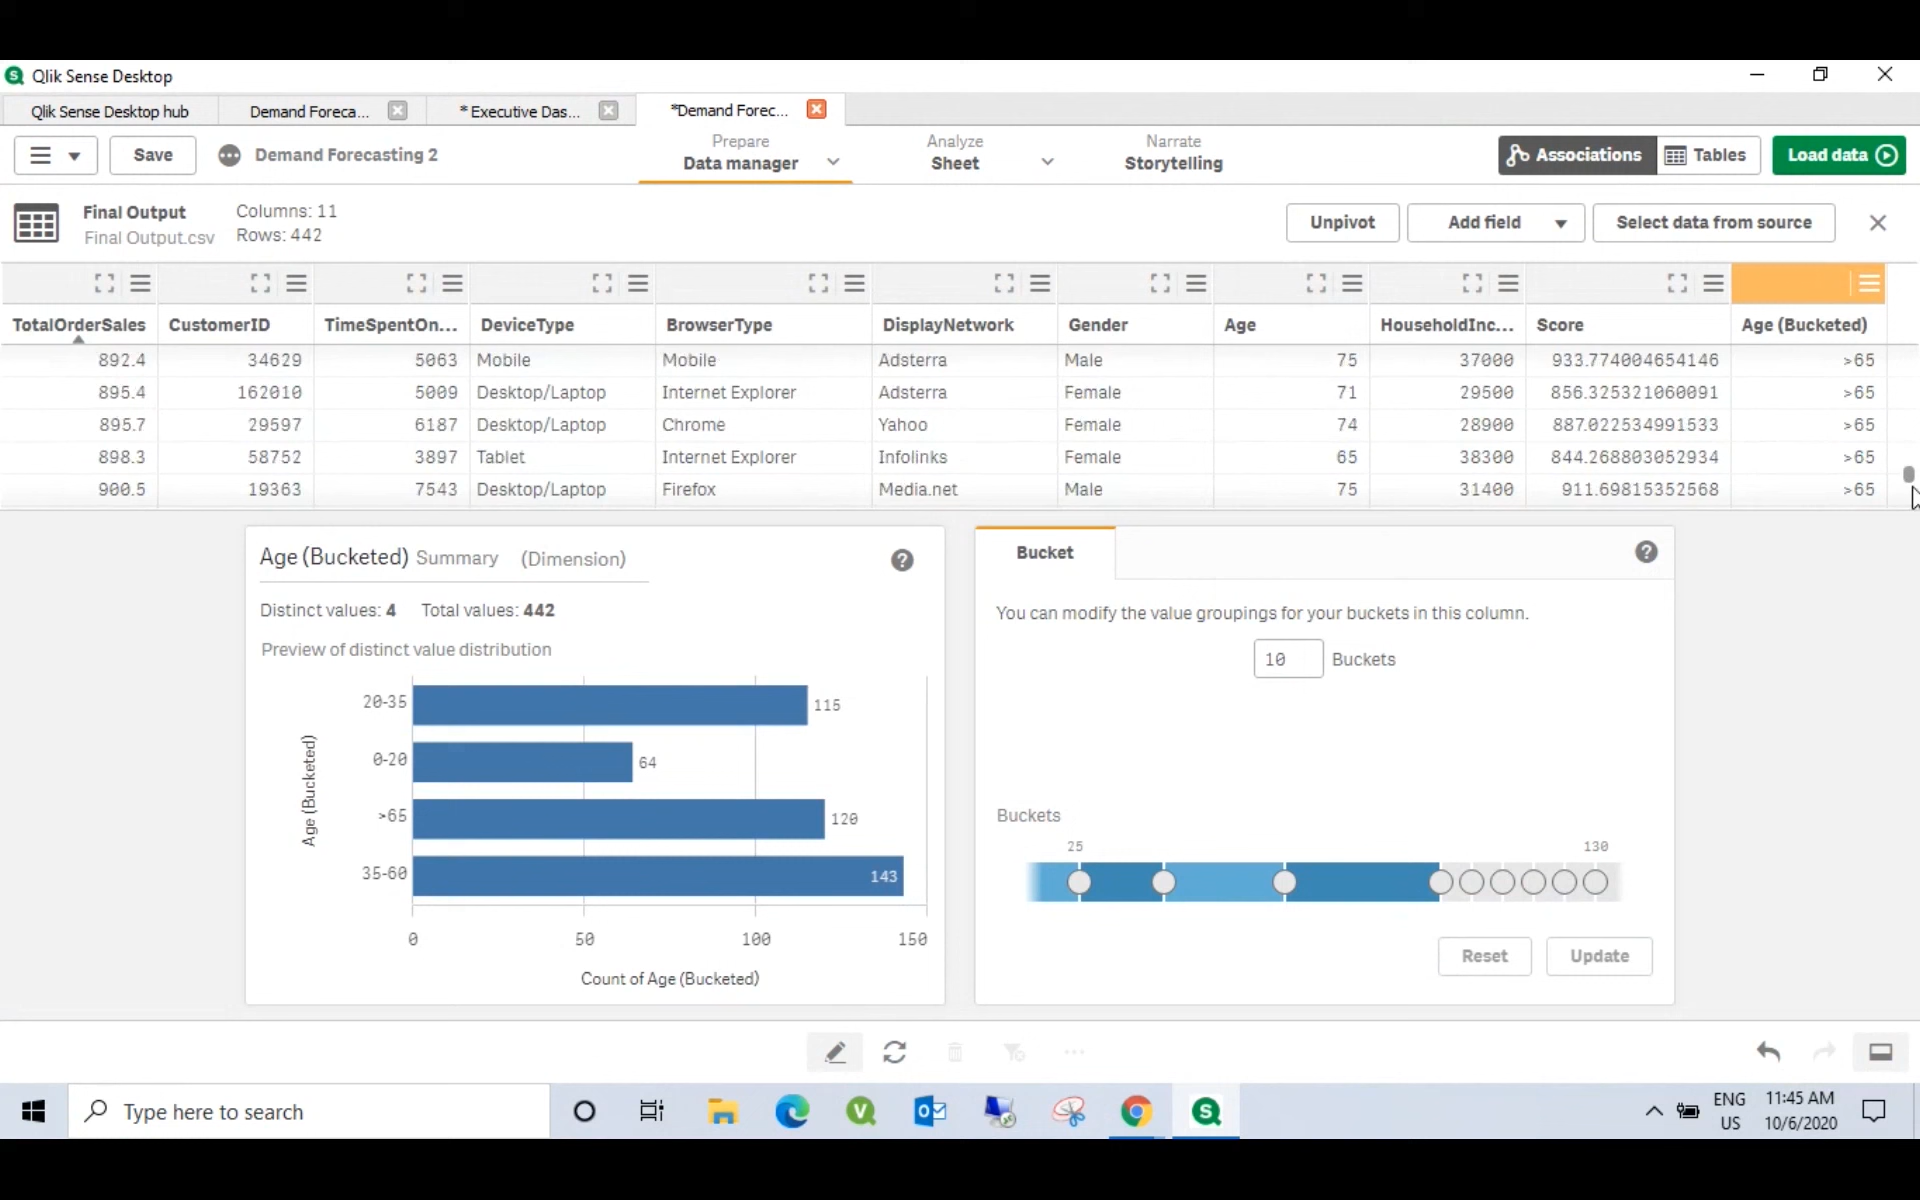 Qlik Sense Desktop
Qlik Sense Desktop hub
Demand Foreca...
* Executive Das...
*Demand Forec...
Save
Demand Forecasting 2
Prepare
Data manager
Analyze
Sheet
Narrate
Storytelling
Associations
Tables
Load data
Final Output
Final Output.csv
Columns: 11
Rows: 442
Unpivot
Add field
Select data from source
TotalOrderSales CustomerID TimeSpentOn... DeviceType BrowserType DisplayNetwork Gender Age HouseholdInc... Score Age (Bucketed)
892.4 34629 5063 Mobile Mobile Adsterra Male 75 37000 933.774004654146 >65
895.4 162010 5009 Desktop/Laptop Internet Explorer Adsterra Female 71 29500 856.325321060091 >65
895.7 29597 6187 Desktop/Laptop Chrome Yahoo Female 74 28900 887.022534991533 >65
898.3 58752 3897 Tablet Internet Explorer Infolinks Female 65 38300 844.268803052934 >65
900.5 19363 7543 Desktop/Laptop Firefox Media.net Male 75 31400 911.69815352568 >65
Age (Bucketed) Summary (Dimension)
Distinct values: 4 Total values: 442
Preview of distinct value distribution
Age (Bucketed)
20-35 115
0-20 64
>65 120
35-60 143
0 50 100 150
Count of Age (Bucketed)
Bucket
You can modify the value groupings for your buckets in this column.
10 Buckets
Buckets
25 130
Reset
Update
Type here to search
ENG
US
11:45 AM
10/6/2020